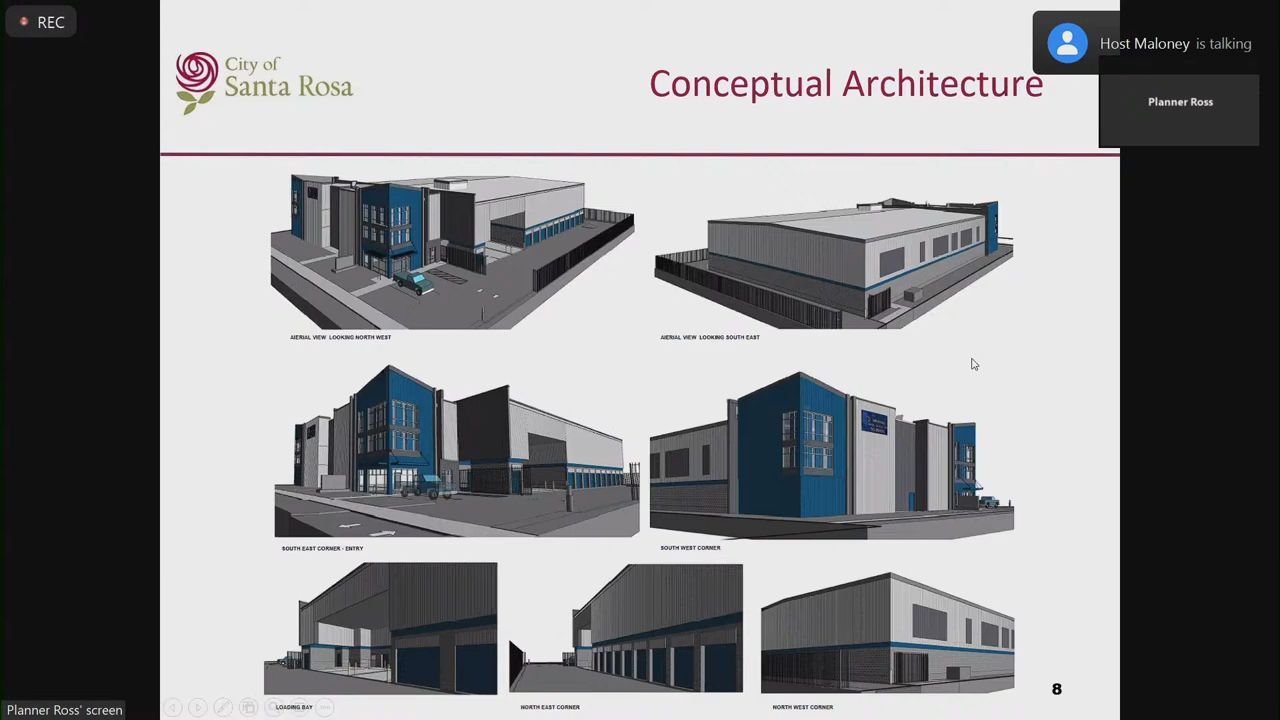 REC
City of
Santa Rosa
Conceptual Architecture
Host Maloney is talking
Planner Ross
AIERIAL VIEW LOOKING NORTH WEST
AIERIAL VIEW LOOKING SOUTH EAST
SOUTH EAST CORNER - ENTRY
SOUTH WEST CORNER
LOADING BAY
NORTH EAST CORNER
NORTH WEST CORNER
8
Planner Ross' screen